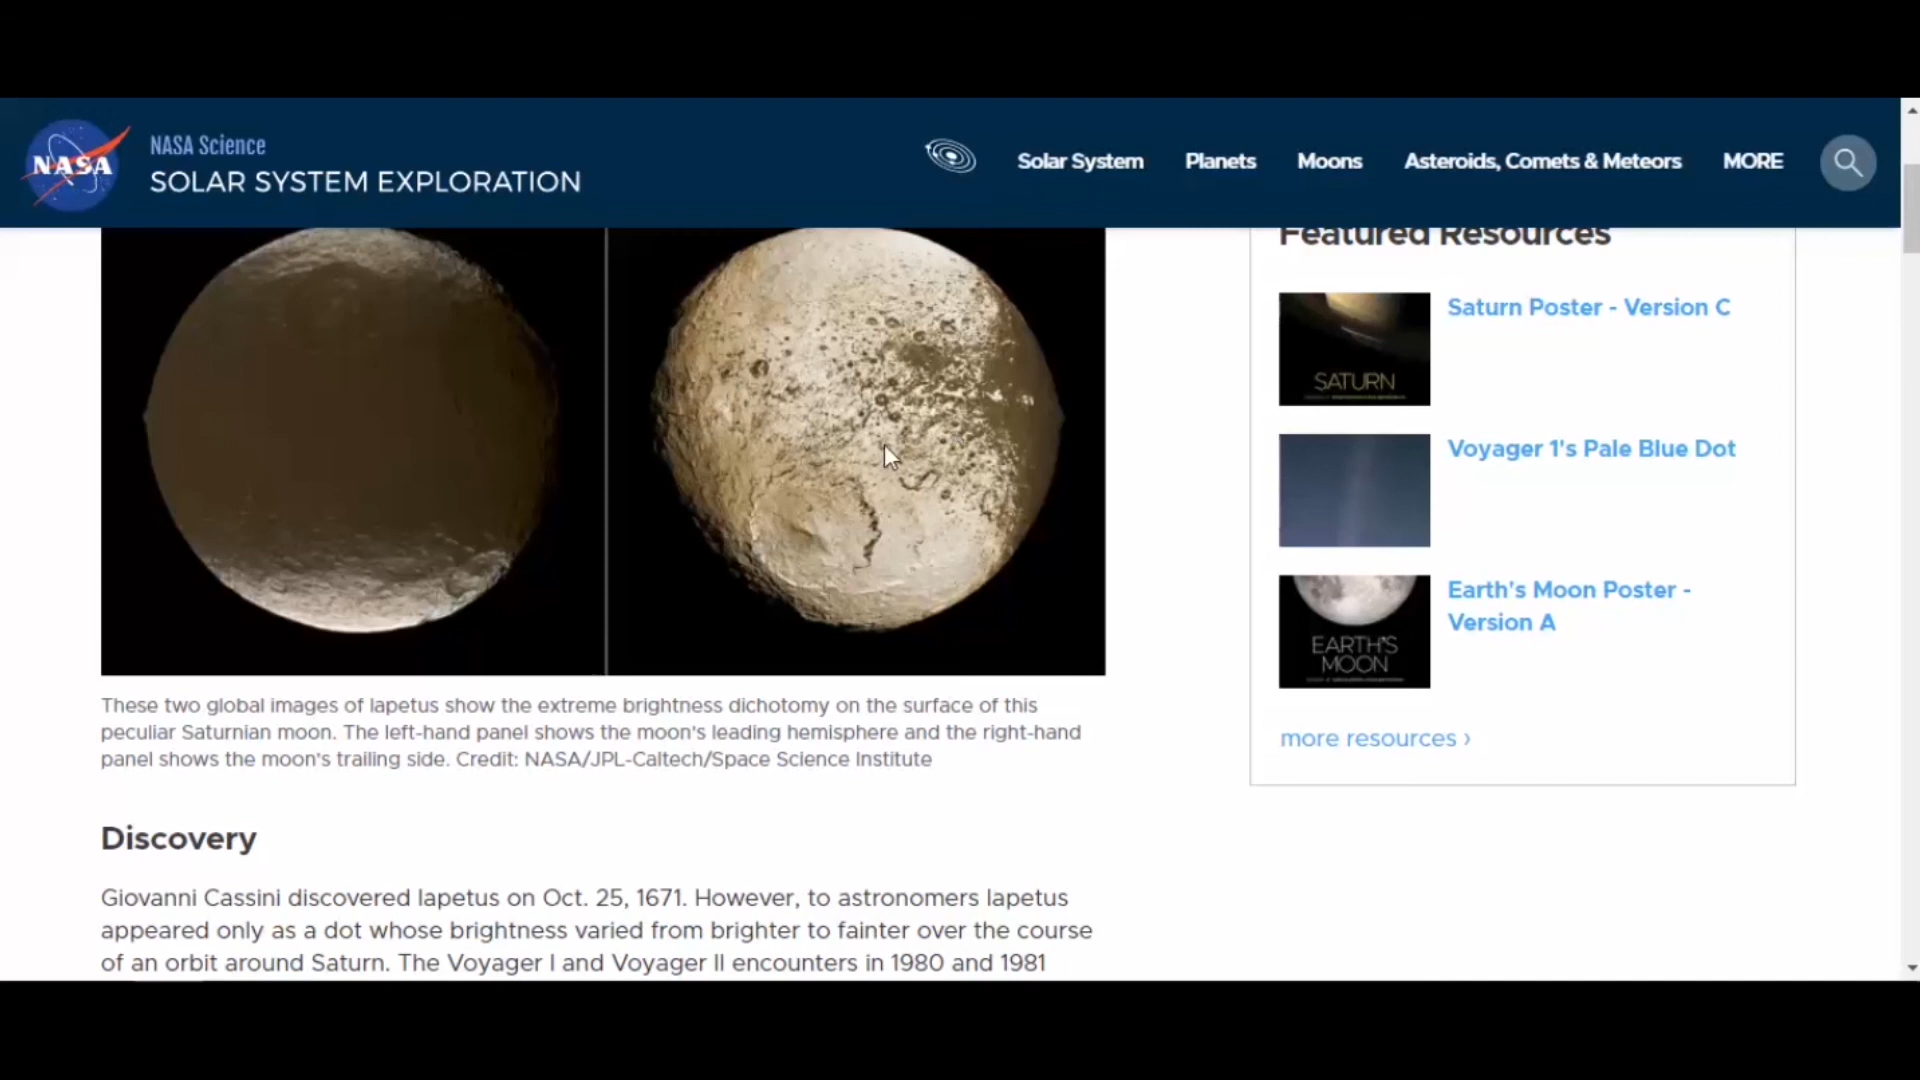 NASA
NASA Science
SOLAR SYSTEM EXPLORATION
Solar System
Planets
Moons
Asteroids, Comets & Meteors
MORE
These two global images of Iapetus show the extreme brightness dichotomy on the surface of this
peculiar Saturnian moon. The left-hand panel shows the moon's leading hemisphere and the right-hand
panel shows the moon's trailing side. Credit: NASA/JPL-Caltech/Space Science Institute
Discovery
Giovanni Cassini discovered Iapetus on Oct. 25, 1671. However, to astronomers Iapetus
appeared only as a dot whose brightness varied from brighter to fainter over the course
of an orbit around Saturn. The Voyager I and Voyager II encounters in 1980 and 1981
Featured Resources
SATURN
Saturn Poster - Version C
Voyager 1's Pale Blue Dot
EARTH'S
MOON
Earth's Moon Poster -
Version A
more resources ›